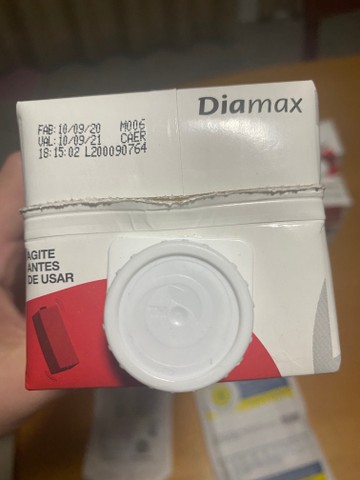 Diamax
FAB:10/09/20 M006
VAL:10/09/21 CAER
18:15:02 L200090764
AGITE
ANTES
DE USAR